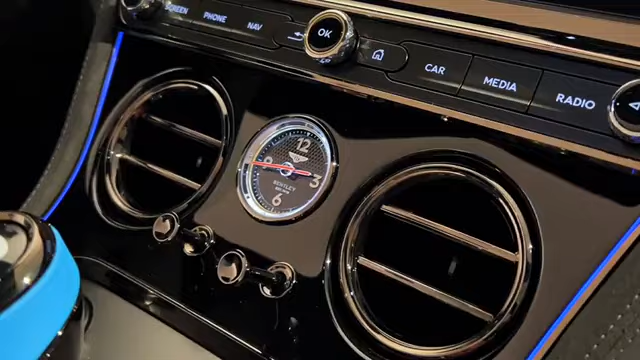 SCREEN
PHONE
NAV
OK
CAR
MEDIA
RADIO
12
9 3
BENTLEY
6